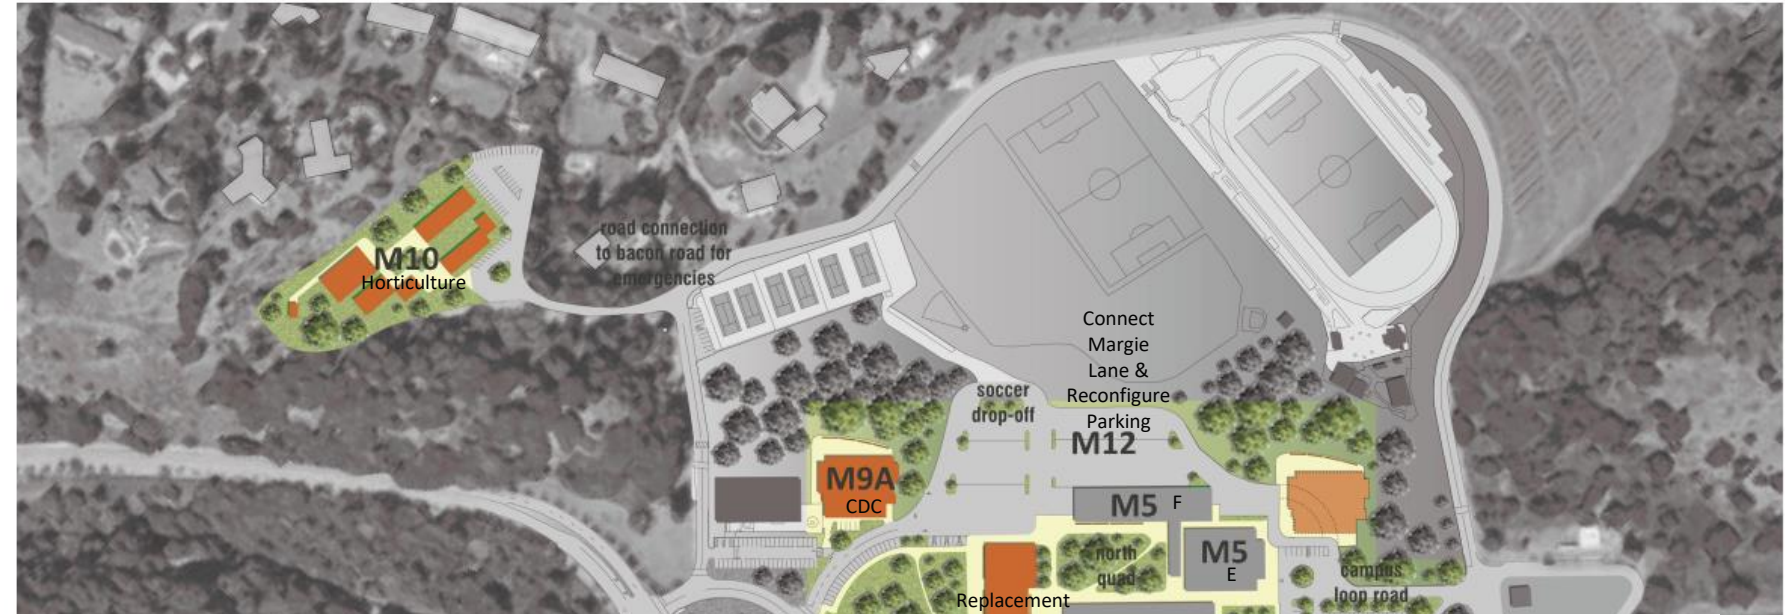 road connection
to bacon road for
emergencies
M10
Horticulture
Connect
Margie
Lane &
Reconfigure
Parking
soccer
drop-off
M12
M9A
CDC
M5 F
M5
E
north
quad
campus
loop road
Replacement